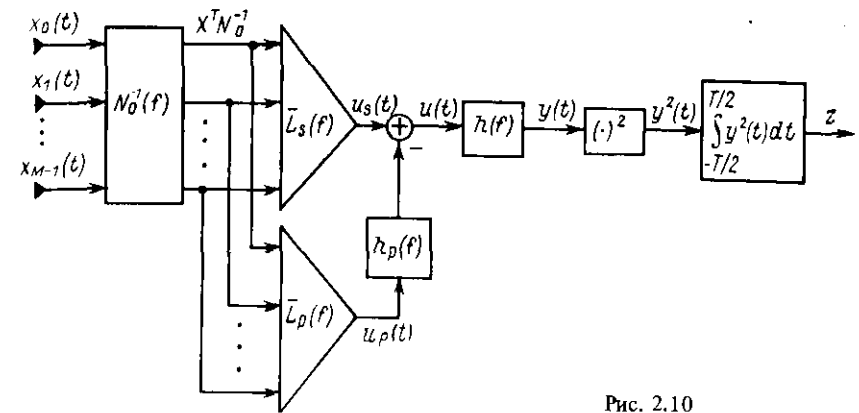 x₀(t)
x₁(t)
⋮
x_{M-1}(t)
N₀⁻¹(f)
XᵀN₀⁻¹
L̄ₛ(f)
uₛ(t)
u(t)
−
h(f)
y(t)
(·)²
y²(t)
T/2
∫y²(t)dt
-T/2
z
hₚ(f)
L̄ₚ(f)
uₚ(t)
Рис. 2.10